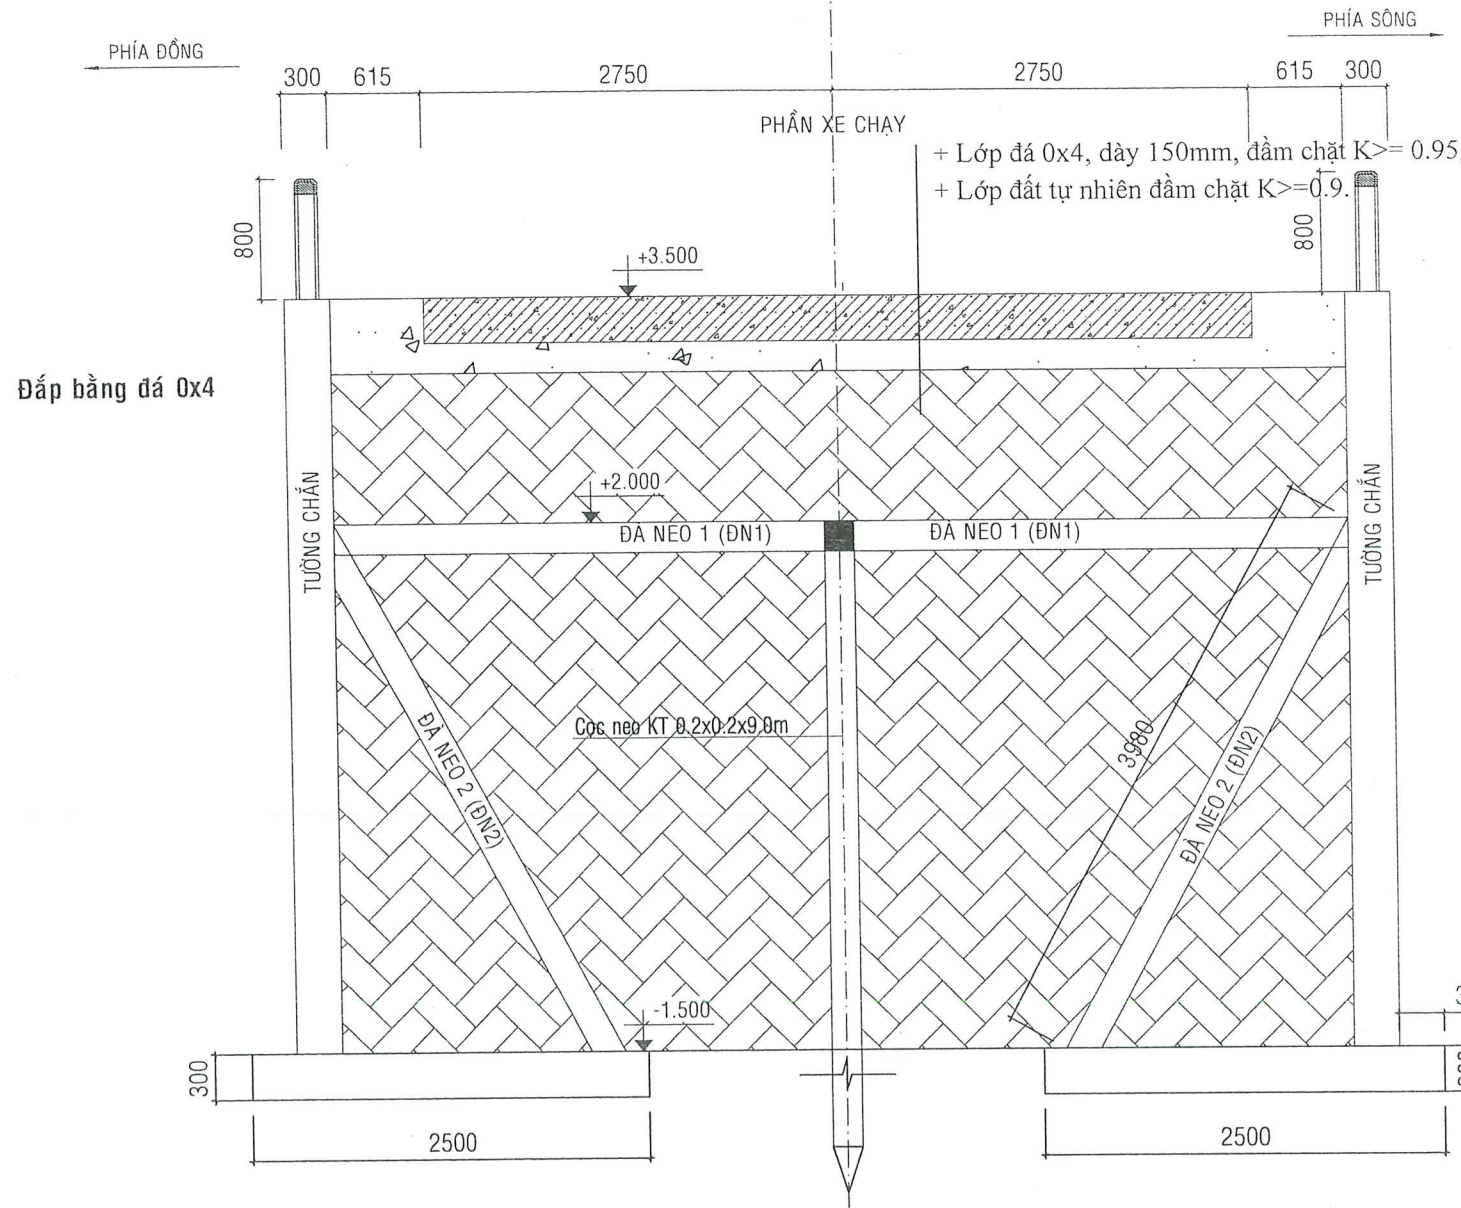 PHÍA SÔNG
PHÍA ĐỒNG
300 615 2750 2750 615 300
PHẦN XE CHẠY
+ Lớp đá 0x4, dày 150mm, đầm chặt K>= 0.95
+ Lớp đất tự nhiên đầm chặt K>=0.9.
800
800
+3.500
Đắp bằng đá 0x4
TƯỜNG CHẮN
TƯỜNG CHẮN
+2.000
ĐÀ NEO 1 (ĐN1)
ĐÀ NEO 1 (ĐN1)
Cọc neo KT 0.2x0.2x9.0m
3980
ĐÀ NEO 2 (ĐN2)
ĐÀ NEO 2 (ĐN2)
-1.500
300
2500
2500